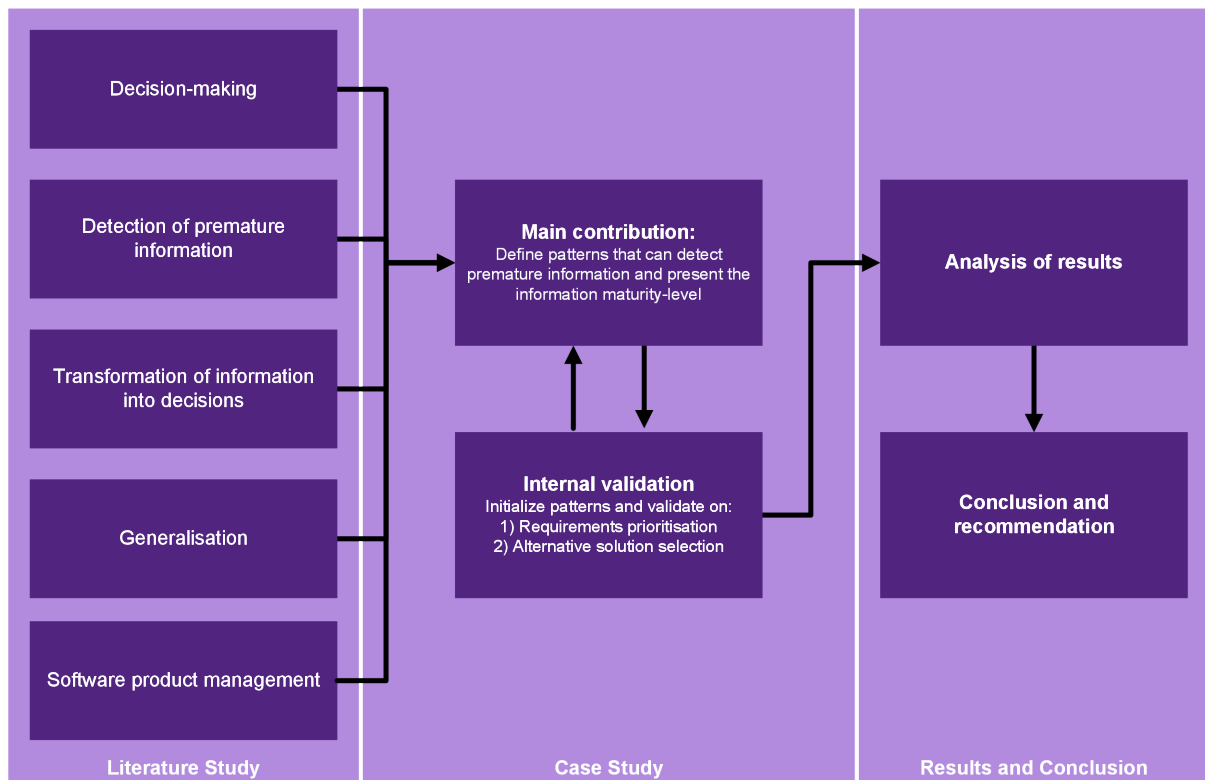 Decision-making
Detection of premature
information
Transformation of information
into decisions
Generalisation
Software product management
Literature Study
Main contribution:
Define patterns that can detect
premature information and present the
information maturity-level
Internal validation
Initialize patterns and validate on:
1) Requirements prioritisation
2) Alternative solution selection
Case Study
Analysis of results
Conclusion and
recommendation
Results and Conclusion